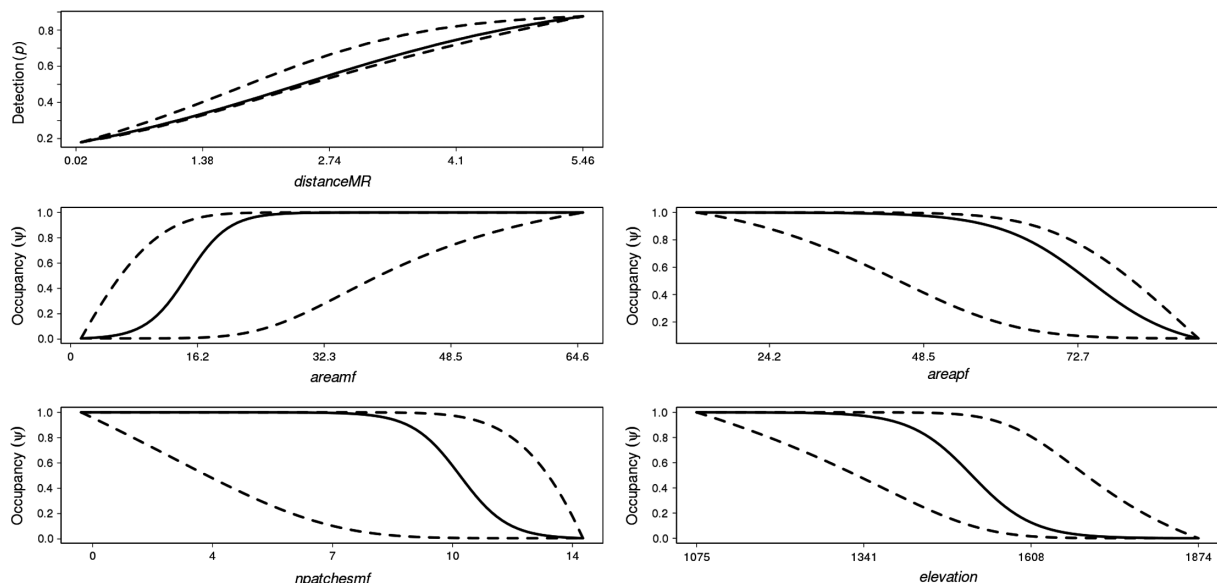 Detection (p)
0.8
0.6
0.4
0.2
0.02 1.38 2.74 4.1 5.46
distanceMR
Occupancy (ψ)
1.0
0.8
0.6
0.4
0.2
0.0
0 16.2 32.3 48.5 64.6
areamf
Occupancy (ψ)
1.0
0.8
0.6
0.4
0.2
24.2 48.5 72.7
areapf
Occupancy (ψ)
1.0
0.8
0.6
0.4
0.2
0.0
0 4 7 10 14
npatchesmf
Occupancy (ψ)
1.0
0.8
0.6
0.4
0.2
0.0
1075 1341 1608 1874
elevation